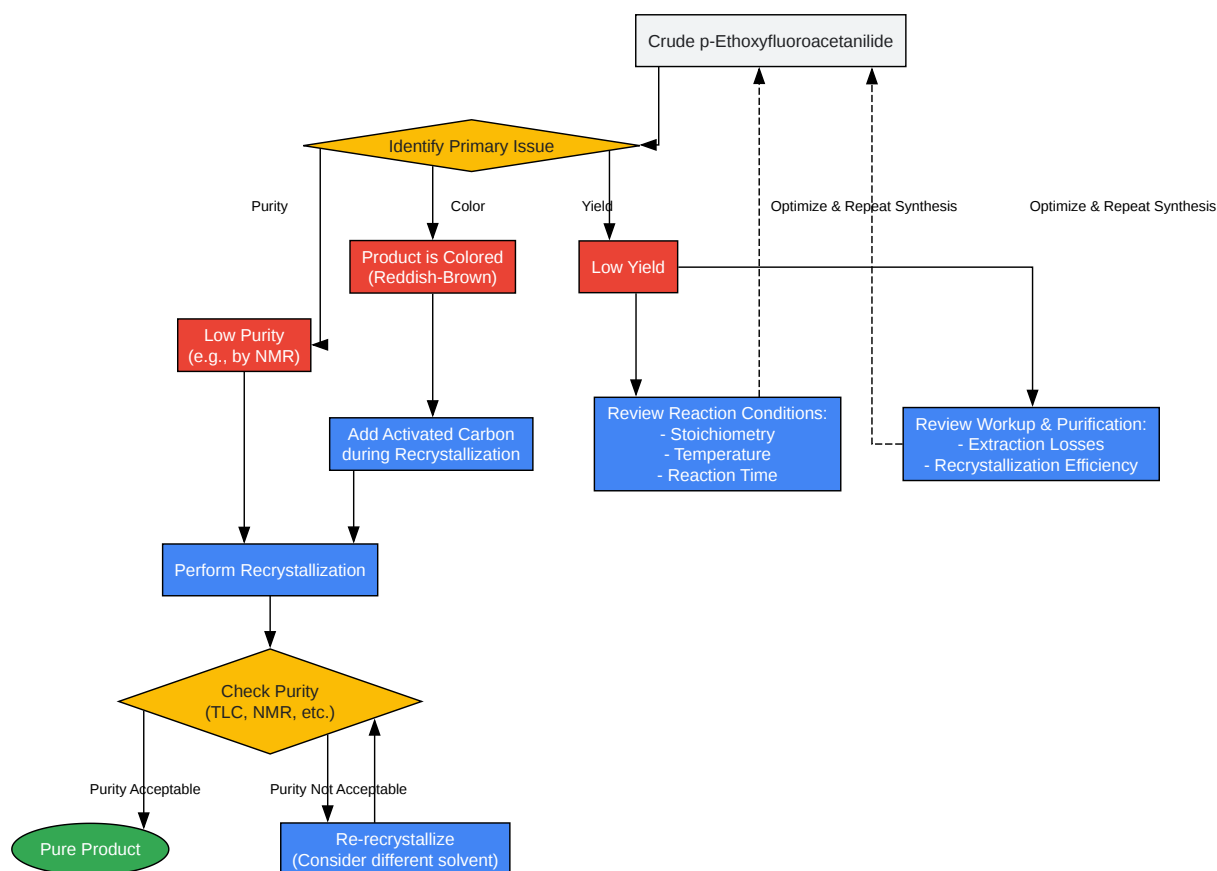 Crude p-Ethoxyfluoroacetanilide
Identify Primary Issue
Purity
Color
Yield
Optimize & Repeat Synthesis
Optimize & Repeat Synthesis
Product is Colored
(Reddish-Brown)
Low Yield
Low Purity
(e.g., by NMR)
Add Activated Carbon
during Recrystallization
Review Reaction Conditions:
- Stoichiometry
- Temperature
- Reaction Time
Review Workup & Purification:
- Extraction Losses
- Recrystallization Efficiency
Perform Recrystallization
Check Purity
(TLC, NMR, etc.)
Purity Acceptable
Purity Not Acceptable
Pure Product
Re-recrystallize
(Consider different solvent)